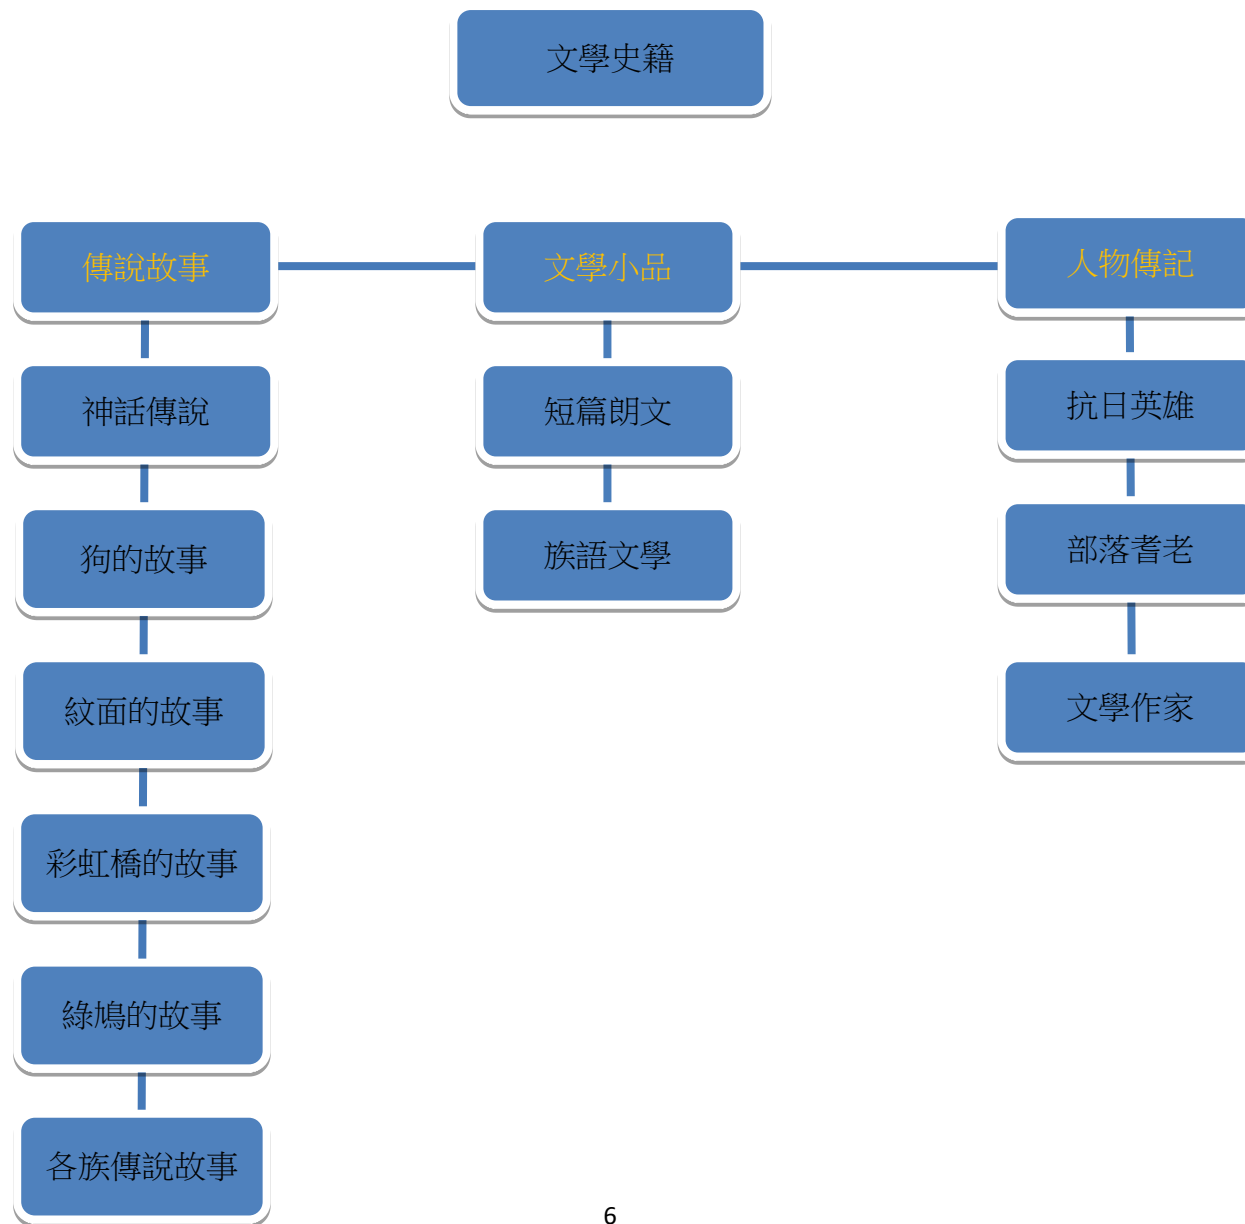 文學史籍
傳說故事
文學小品
人物傳記
神話傳說
短篇朗文
抗日英雄
狗的故事
族語文學
部落耆老
紋面的故事
文學作家
彩虹橋的故事
綠鳩的故事
各族傳說故事
6